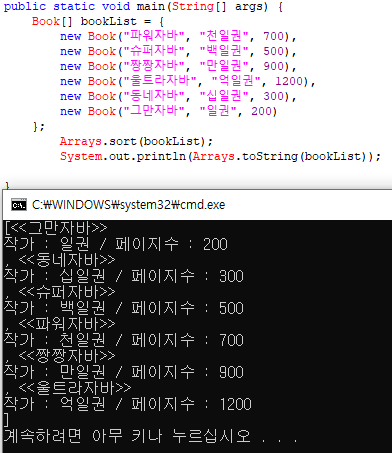 public static void main(String[] args) {
Book[] bookList = {
new Book("파워자바", "천일권", 700),
new Book("슈퍼자바", "백일권", 500),
new Book("짱짱자바", "만일권", 900),
new Book("울트라자바", "억일권", 1200),
new Book("동네자바", "십일권", 300),
new Book("그만자바", "일권", 200)
};
Arrays.sort(bookList);
System.out.println(Arrays.toString(bookList));
}
C:\WINDOWS\system32\cmd.exe
[<<그만자바>>
작가 : 일권 / 페이지수 : 200
, <<동네자바>>
작가 : 십일권 / 페이지수 : 300
, <<슈퍼자바>>
작가 : 백일권 / 페이지수 : 500
, <<파워자바>>
작가 : 천일권 / 페이지수 : 700
, <<짱짱자바>>
작가 : 만일권 / 페이지수 : 900
, <<울트라자바>>
작가 : 억일권 / 페이지수 : 1200
]
계속하려면 아무 키나 누르십시오 . . .